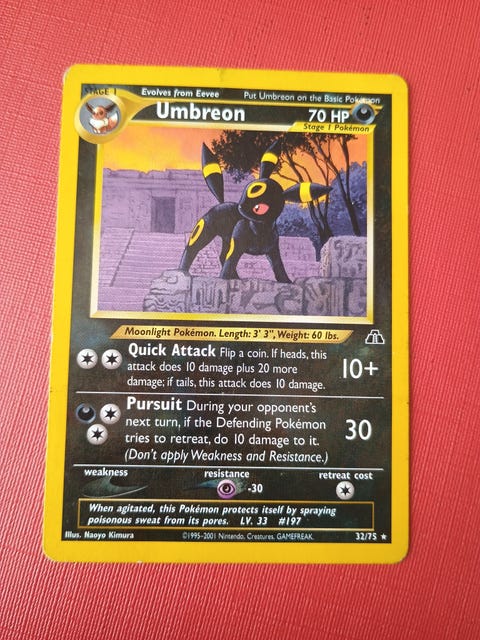 STAGE 1 Evolves from Eevee Put Umbreon on the Basic Pokémon
Umbreon 70 HP
Stage 1 Pokémon
Moonlight Pokémon. Length: 3' 3", Weight: 60 lbs.
Quick Attack Flip a coin. If heads, this
attack does 10 damage plus 20 more
damage; if tails, this attack does 10 damage.
10+
Pursuit During your opponent's
next turn, if the Defending Pokémon
tries to retreat, do 10 damage to it.
(Don't apply Weakness and Resistance.)
30
weakness resistance retreat cost
-30
When agitated, this Pokémon protects itself by spraying
poisonous sweat from its pores. LV. 33 #197
Illus. Naoyo Kimura ©1995-2001 Nintendo, Creatures, GAMEFREAK. 32/75 ★